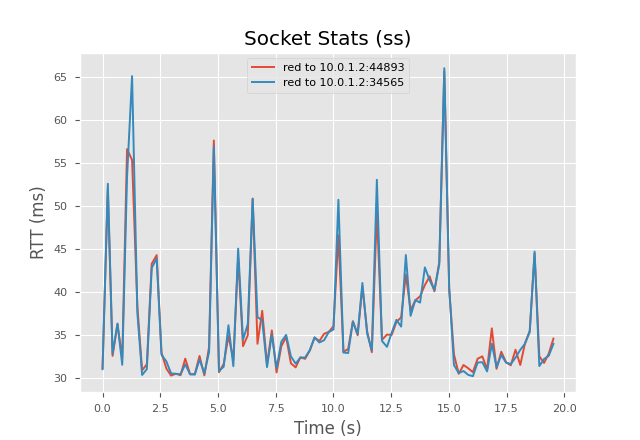 Socket Stats (ss)
red to 10.0.1.2:44893
red to 10.0.1.2:34565
65
60
55
50
45
40
35
30
RTT (ms)
0.0 2.5 5.0 7.5 10.0 12.5 15.0 17.5 20.0
Time (s)